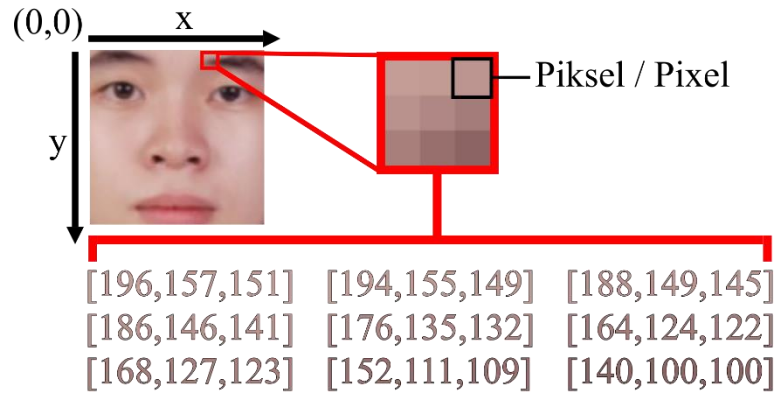 (0,0) x
Piksel / Pixel
y
[196,157,151] [194,155,149] [188,149,145]
[186,146,141] [176,135,132] [164,124,122]
[168,127,123] [152,111,109] [140,100,100]